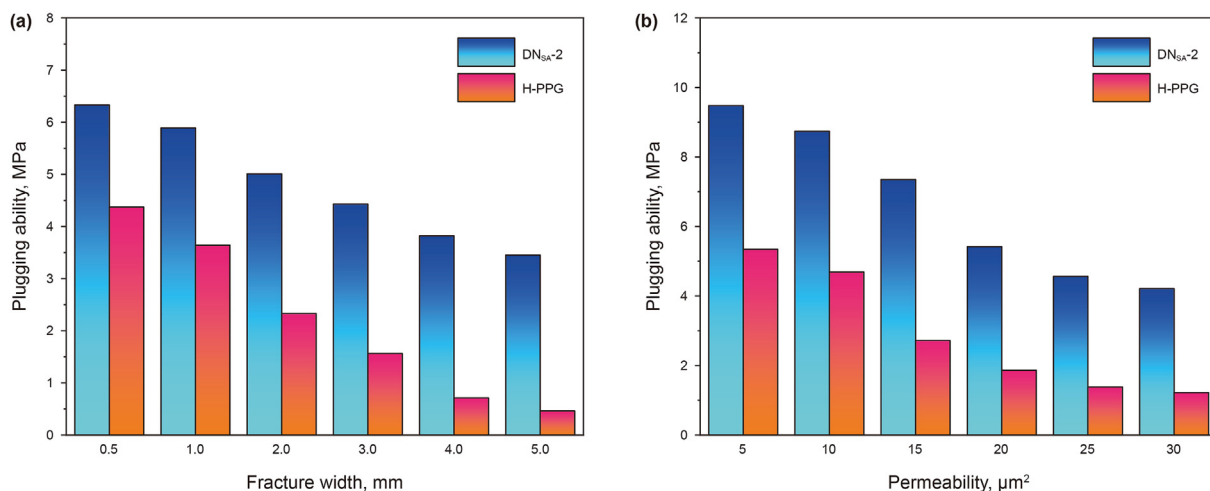 (a)
8
7
6
5
4
3
2
1
0
Plugging ability, MPa
DN_SA-2
H-PPG
0.5 1.0 2.0 3.0 4.0 5.0
Fracture width, mm
(b)
12
10
8
6
4
2
0
Plugging ability, MPa
DN_SA-2
H-PPG
5 10 15 20 25 30
Permeability, μm²